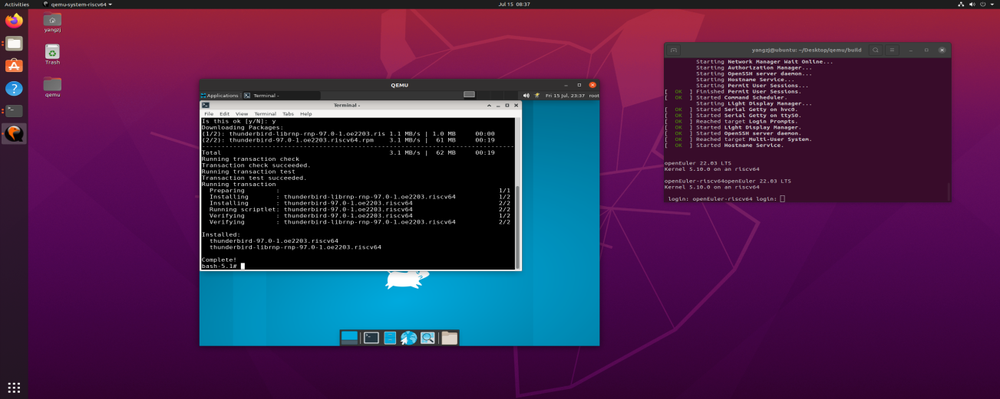 Activities
qemu-system-riscv64
Jul 15 08:37
yangzj
Trash
qemu
QEMU
Applications
Terminal -
Fri 15 Jul, 23:37 root
Terminal -
File Edit View Terminal Tabs Help
Is this ok [y/N]: y
Downloading Packages:
(1/2): thunderbird-librnp-rnp-97.0-1.oe2203.ris 1.1 MB/s | 1.0 MB 00:00
(2/2): thunderbird-97.0-1.oe2203.riscv64.rpm 3.1 MB/s | 61 MB 00:19
--------------------------------------------------------------------------------
Total 3.1 MB/s | 62 MB 00:19
Running transaction check
Transaction check succeeded.
Running transaction test
Transaction test succeeded.
Running transaction
Preparing : 1/1
Installing : thunderbird-librnp-rnp-97.0-1.oe2203.riscv64 1/2
Installing : thunderbird-97.0-1.oe2203.riscv64 2/2
Running scriptlet: thunderbird-97.0-1.oe2203.riscv64 2/2
Verifying : thunderbird-97.0-1.oe2203.riscv64 1/2
Verifying : thunderbird-librnp-rnp-97.0-1.oe2203.riscv64 2/2
Installed:
thunderbird-97.0-1.oe2203.riscv64
thunderbird-librnp-rnp-97.0-1.oe2203.riscv64
Complete!
bash-5.1#
yangzj@ubuntu: ~/Desktop/qemu/build
Starting Network Manager Wait Online...
Starting Authorization Manager...
Starting OpenSSH server daemon...
Starting Hostname Service...
Starting Permit User Sessions...
[ OK ] Finished Permit User Sessions.
[ OK ] Started Command Scheduler.
Starting Light Display Manager...
[ OK ] Started Serial Getty on hvc0.
[ OK ] Started Serial Getty on ttyS0.
[ OK ] Reached target Login Prompts.
[ OK ] Started Light Display Manager.
[ OK ] Started OpenSSH server daemon.
[ OK ] Reached target Multi-User System.
[ OK ] Started Hostname Service.
openEuler 22.03 LTS
Kernel 5.10.0 on an riscv64
openEuler-riscv64openEuler 22.03 LTS
Kernel 5.10.0 on an riscv64
login: openEuler-riscv64 login: